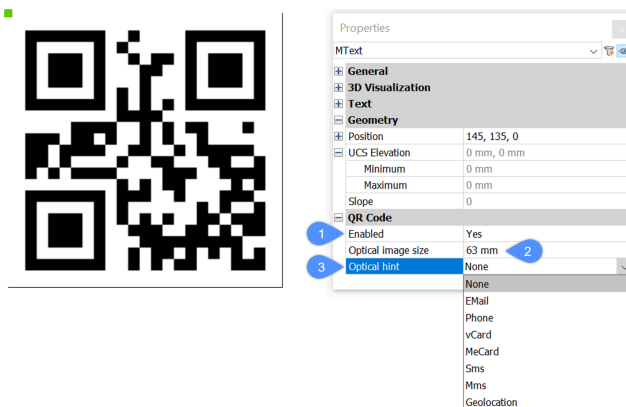 Properties
MText
General
3D Visualization
Text
Geometry
Position 145, 135, 0
UCS Elevation 0 mm, 0 mm
Minimum 0 mm
Maximum 0 mm
Slope 0
QR Code
1 Enabled Yes
Optical image size 63 mm 2
3 Optical hint None
None
EMail
Phone
vCard
MeCard
Sms
Mms
Geolocation